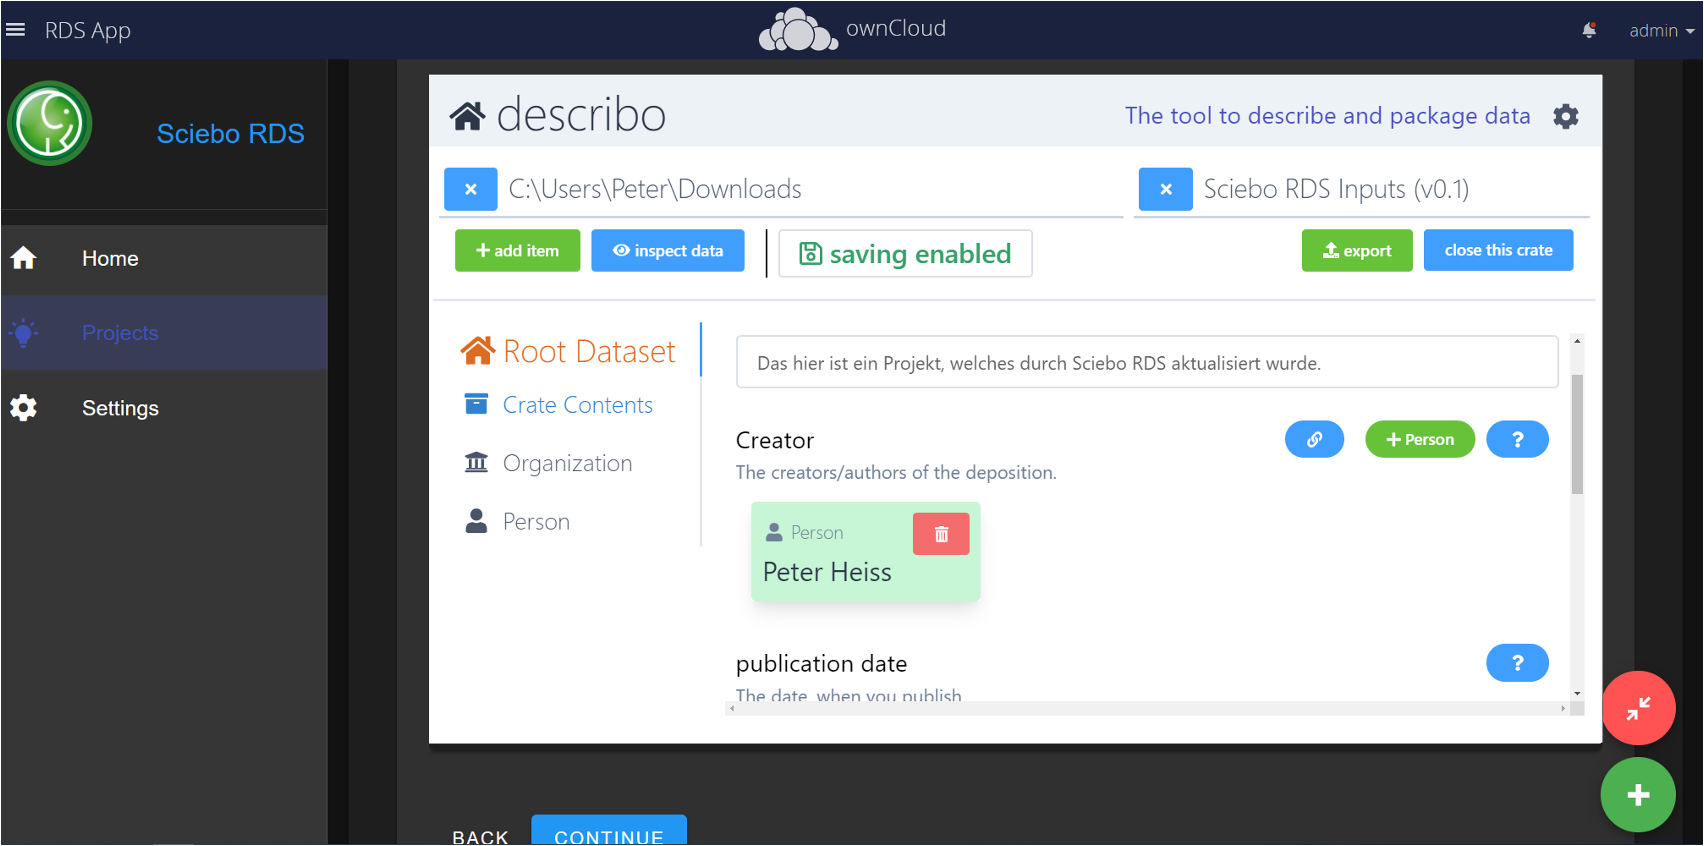 RDS App
ownCloud
admin
Sciebo RDS
Home
Projects
Settings
describo
The tool to describe and package data
C:\Users\Peter\Downloads
Sciebo RDS Inputs (v0.1)
+ add item
inspect data
saving enabled
export
close this crate
Root Dataset
Crate Contents
Organization
Person
Das hier ist ein Projekt, welches durch Sciebo RDS aktualisiert wurde.
Creator
+ Person
?
The creators/authors of the deposition.
Person
Peter Heiss
publication date
?
The date, when you publish
BACK
CONTINUE